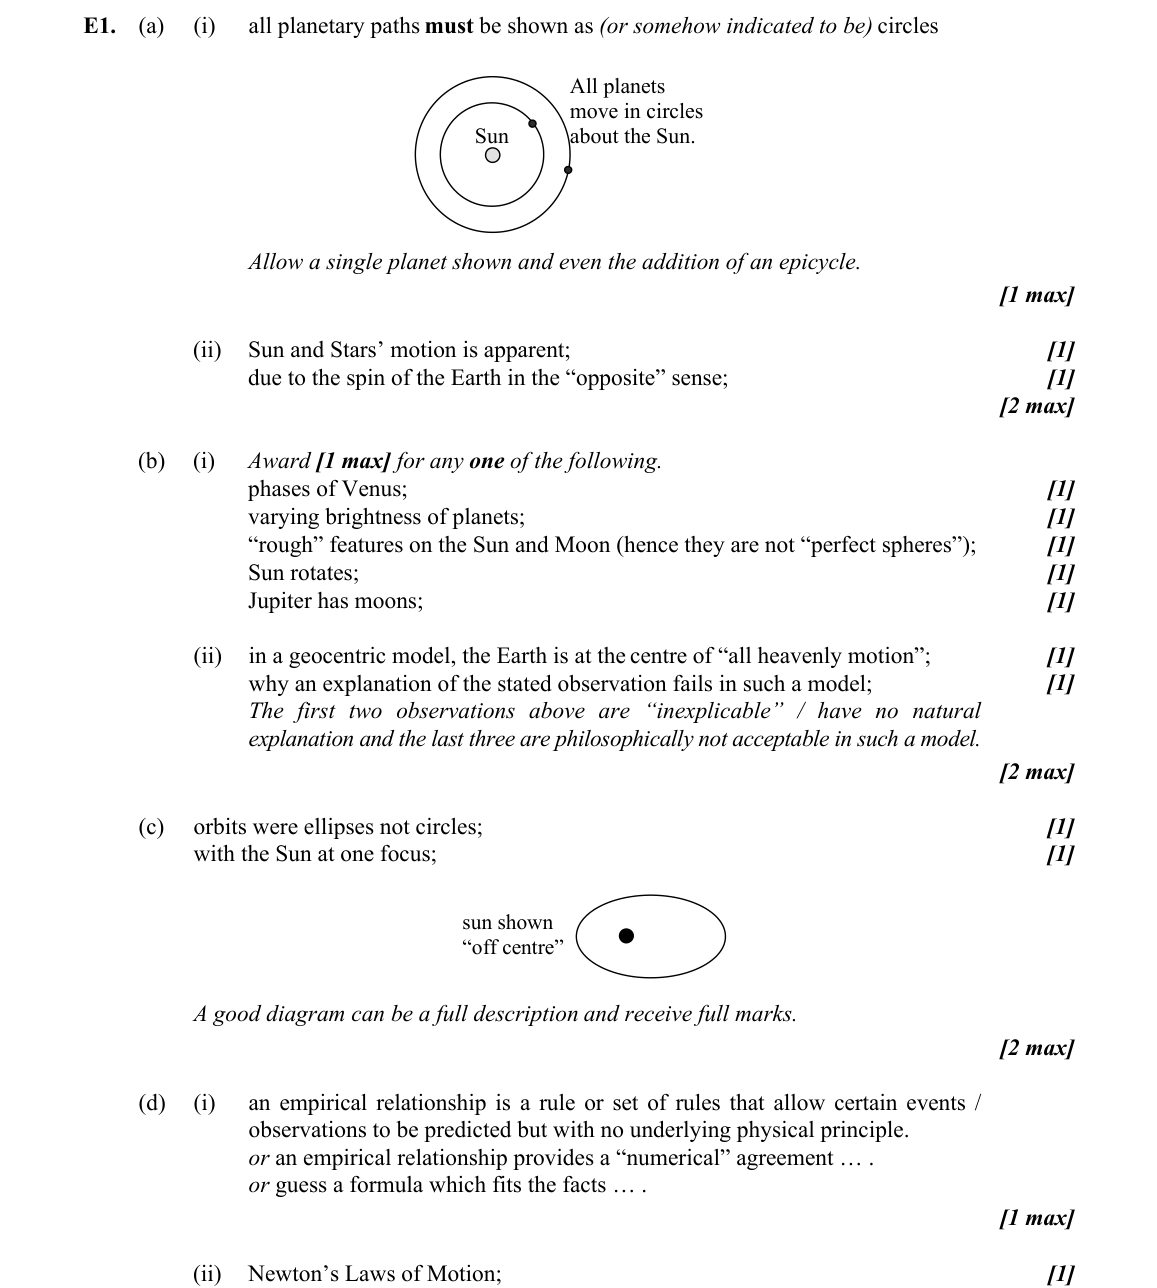 E1. (a) (i) all planetary paths must be shown as (or somehow indicated to be) circles
All planets
move in circles
about the Sun.
Sun
Allow a single planet shown and even the addition of an epicycle.
[1 max]
(ii) Sun and Stars’ motion is apparent; [1]
due to the spin of the Earth in the “opposite” sense; [1]
[2 max]
(b) (i) Award [1 max] for any one of the following.
phases of Venus; [1]
varying brightness of planets; [1]
“rough” features on the Sun and Moon (hence they are not “perfect spheres”); [1]
Sun rotates; [1]
Jupiter has moons; [1]
(ii) in a geocentric model, the Earth is at the centre of “all heavenly motion”; [1]
why an explanation of the stated observation fails in such a model; [1]
The first two observations above are “inexplicable” / have no natural
explanation and the last three are philosophically not acceptable in such a model.
[2 max]
(c) orbits were ellipses not circles; [1]
with the Sun at one focus; [1]
sun shown
“off centre”
A good diagram can be a full description and receive full marks.
[2 max]
(d) (i) an empirical relationship is a rule or set of rules that allow certain events /
observations to be predicted but with no underlying physical principle.
or an empirical relationship provides a “numerical” agreement … .
or guess a formula which fits the facts … .
[1 max]
(ii) Newton’s Laws of Motion; [1]